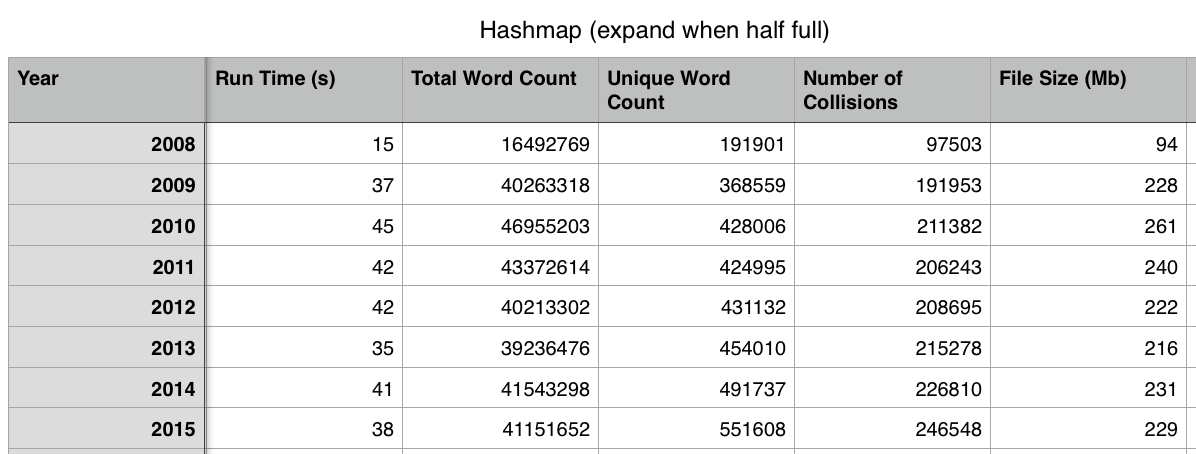 Hashmap (expand when half full)
Year Run Time (s) Total Word Count Unique Word Count Number of Collisions File Size (Mb)
2008 15 16492769 191901 97503 94
2009 37 40263318 368559 191953 228
2010 45 46955203 428006 211382 261
2011 42 43372614 424995 206243 240
2012 42 40213302 431132 208695 222
2013 35 39236476 454010 215278 216
2014 41 41543298 491737 226810 231
2015 38 41151652 551608 246548 229